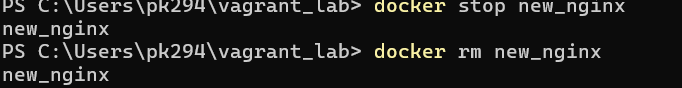 PS C:\Users\pk294\vagrant_lab> docker stop new_nginx
new_nginx
PS C:\Users\pk294\vagrant_lab> docker rm new_nginx
new_nginx